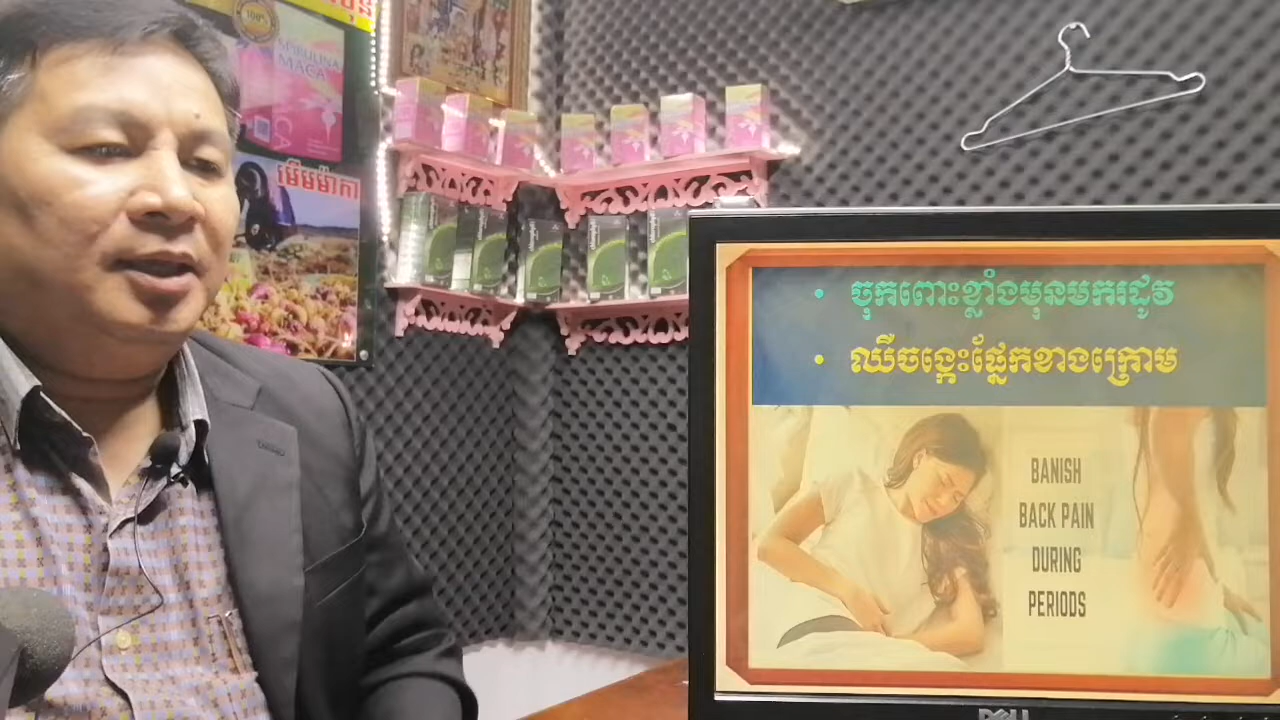 100%
SPIRULINA
MACA
មើមម៉ាកា
ចុកពោះខ្លាំងមុនមករដូវ
ឈឺចង្កេះផ្នែកខាងក្រោម
BANISH
BACK PAIN
DURING
PERIODS
DELL